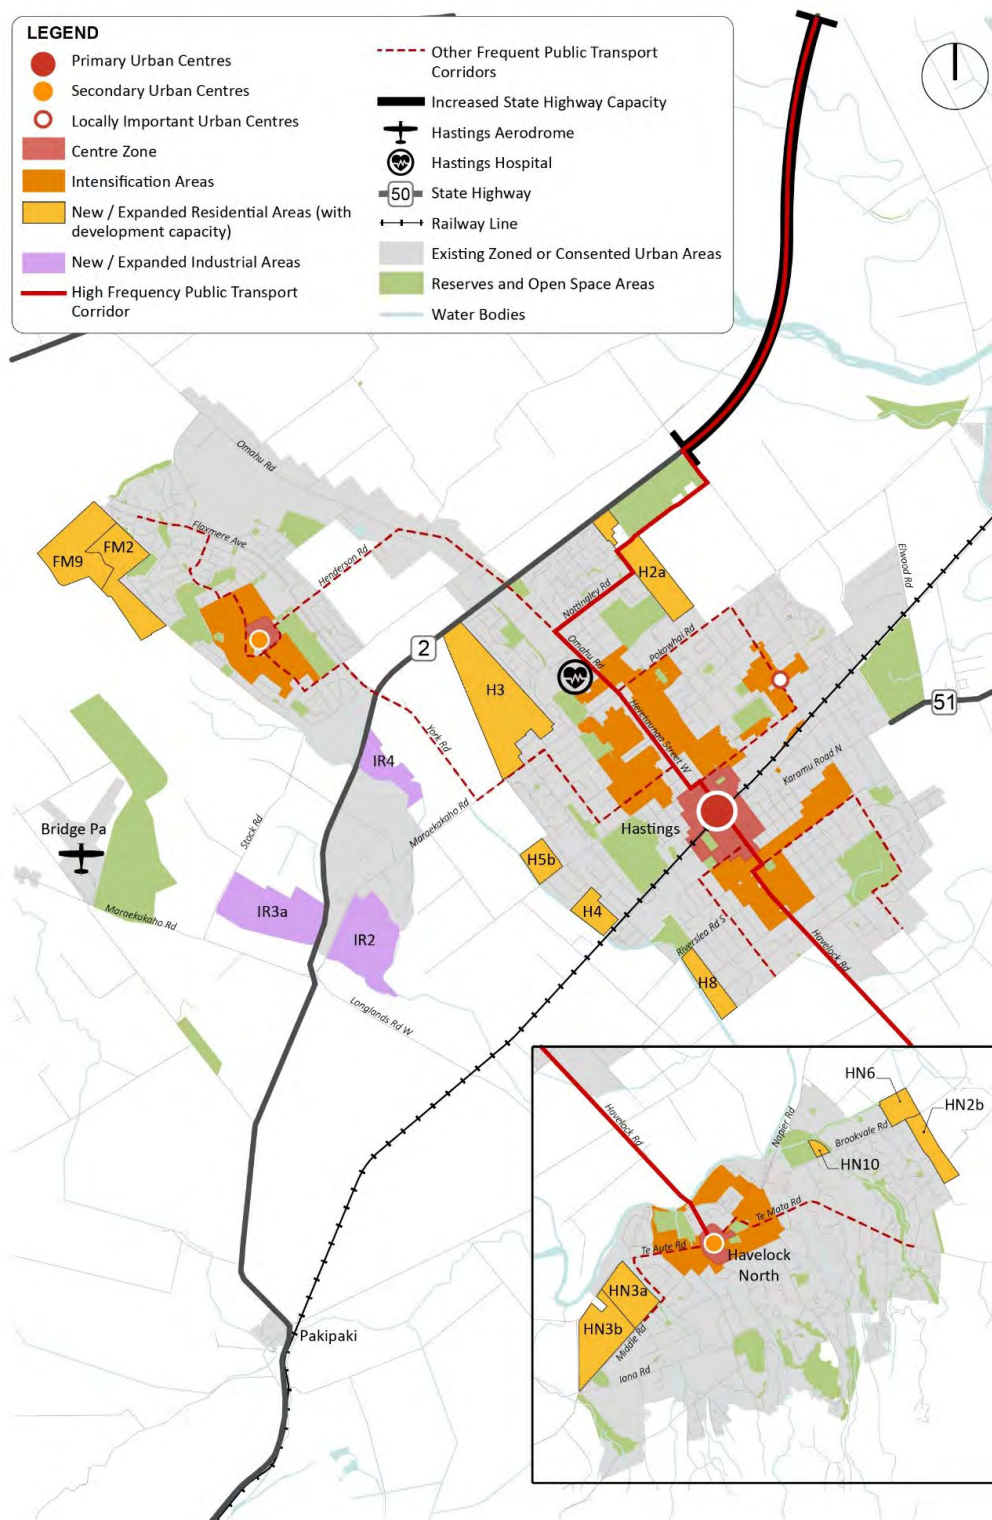 LEGEND
Primary Urban Centres
Secondary Urban Centres
Locally Important Urban Centres
Centre Zone
Intensification Areas
New / Expanded Residential Areas (with
development capacity)
New / Expanded Industrial Areas
High Frequency Public Transport
Corridor
Other Frequent Public Transport
Corridors
Increased State Highway Capacity
Hastings Aerodrome
Hastings Hospital
50
State Highway
Railway Line
Existing Zoned or Consented Urban Areas
Reserves and Open Space Areas
Water Bodies
Omahu Rd
Flaxmere Ave
FM2
FM9
Henderson Rd
Elwood Rd
H2a
Nottingley Rd
Pakowhai Rd
Omahu Rd
2
H3
51
Heretaunga Street W
York Rd
IR4
Karamu Road N
Stock Rd
Maraekakaho Rd
Hastings
Bridge Pa
H5b
IR3a
H4
Maraekakaho Rd
IR2
Riverslea Rd S
Havelock Rd
H8
Longlands Rd W
HN6
HN2b
Havelock Rd
Napier Rd
Brookvale Rd
HN10
Te Mata Rd
Te Aute Rd
Havelock
North
HN3a
HN3b
Middle Rd
Iona Rd
Pakipaki